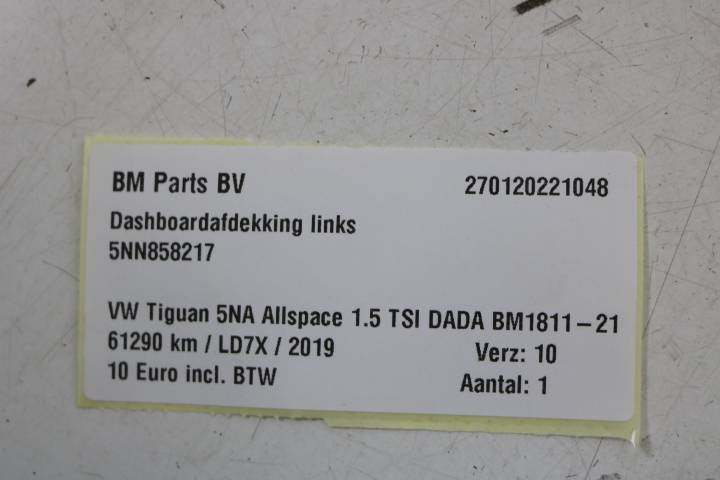 BM Parts BV 270120221048
Dashboardafdekking links
5NN858217
VW Tiguan 5NA Allspace 1.5 TSI DADA BM1811-21
61290 km / LD7X / 2019 Verz: 10
10 Euro incl. BTW Aantal: 1